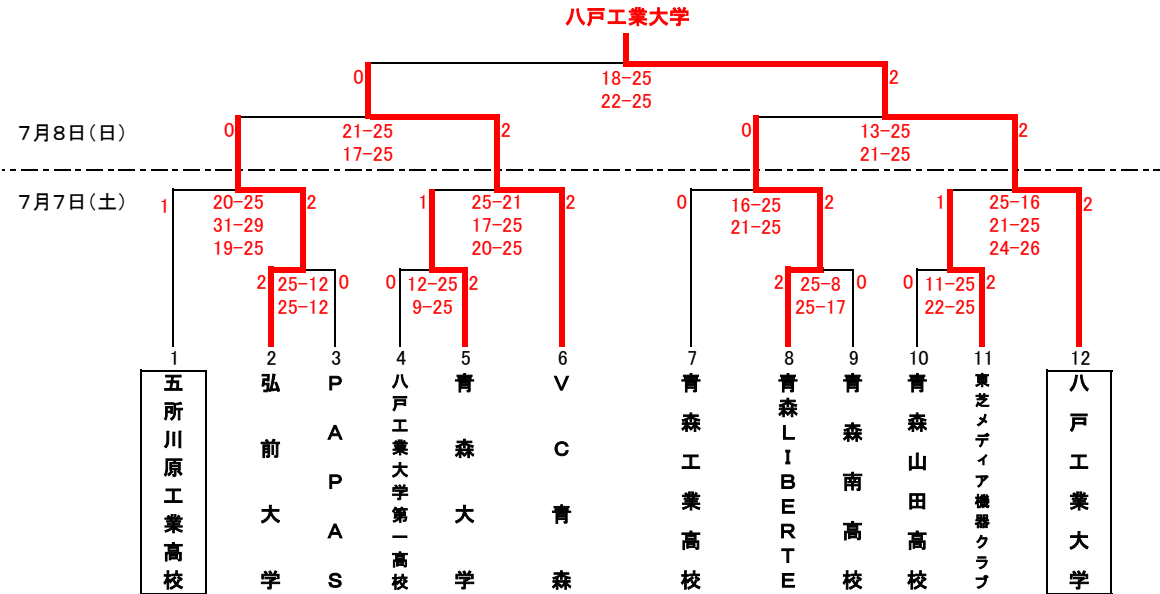 八戸工業大学
0 18-25 2
22-25
7月8日(日)
0 21-25 2 0 13-25 2
17-25 21-25
7月7日(土)
1 20-25 2 1 25-21 2 0 16-25 2 1 25-16 2
31-29 17-25 21-25 21-25
19-25 20-25 24-26
2 25-12 0 0 12-25 2 2 25-8 0 0 11-25 2
25-12 9-25 25-17 22-25
1 2 3 4 5 6 7 8 9 10 11 12
五所川原工業高校
弘前大学
PAPAS
八戸工業大学第一高校
青森大学
VC青森
青森工業高校
青森LIBERTE
青森南高校
青森山田高校
東芝メディア機器クラブ
八戸工業大学